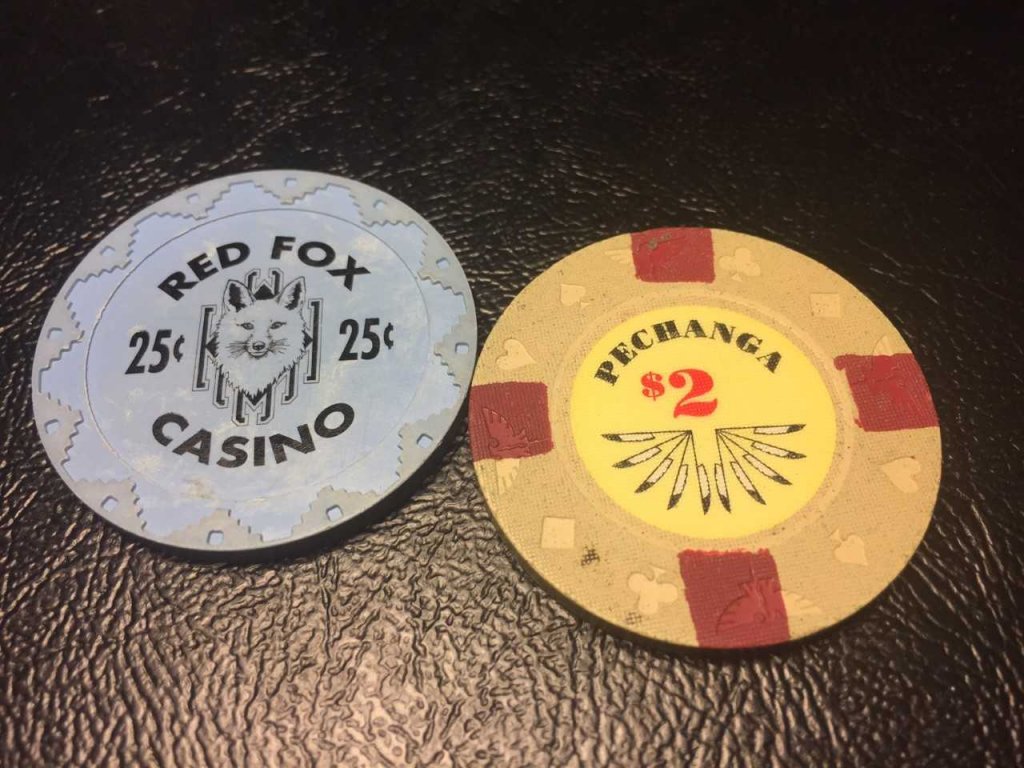 RED FOX
25¢ 25¢
CASINO
PECHANGA
$2